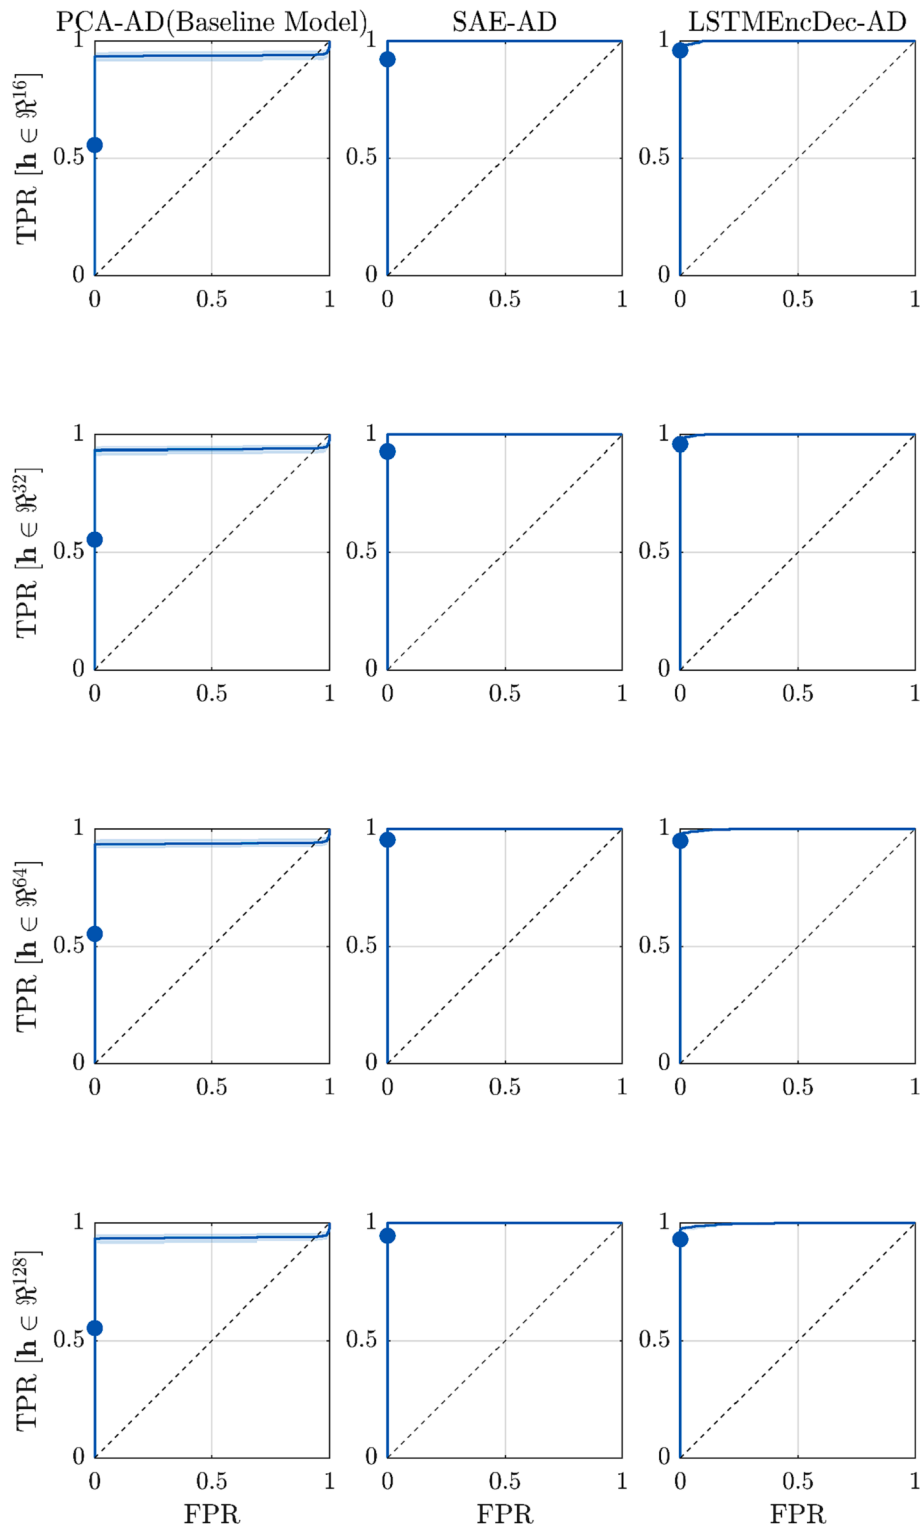 PCA-AD(Baseline Model) SAE-AD LSTMEncDec-AD
TPR [h ∈ ℜ^16]
1 1 1
0.5 0.5 0.5
0 0 0
0 0.5 1 0 0.5 1 0 0.5 1
TPR [h ∈ ℜ^32]
1 1 1
0.5 0.5 0.5
0 0 0
0 0.5 1 0 0.5 1 0 0.5 1
TPR [h ∈ ℜ^64]
1 1 1
0.5 0.5 0.5
0 0 0
0 0.5 1 0 0.5 1 0 0.5 1
TPR [h ∈ ℜ^128]
1 1 1
0.5 0.5 0.5
0 0 0
0 0.5 1 0 0.5 1 0 0.5 1
FPR FPR FPR